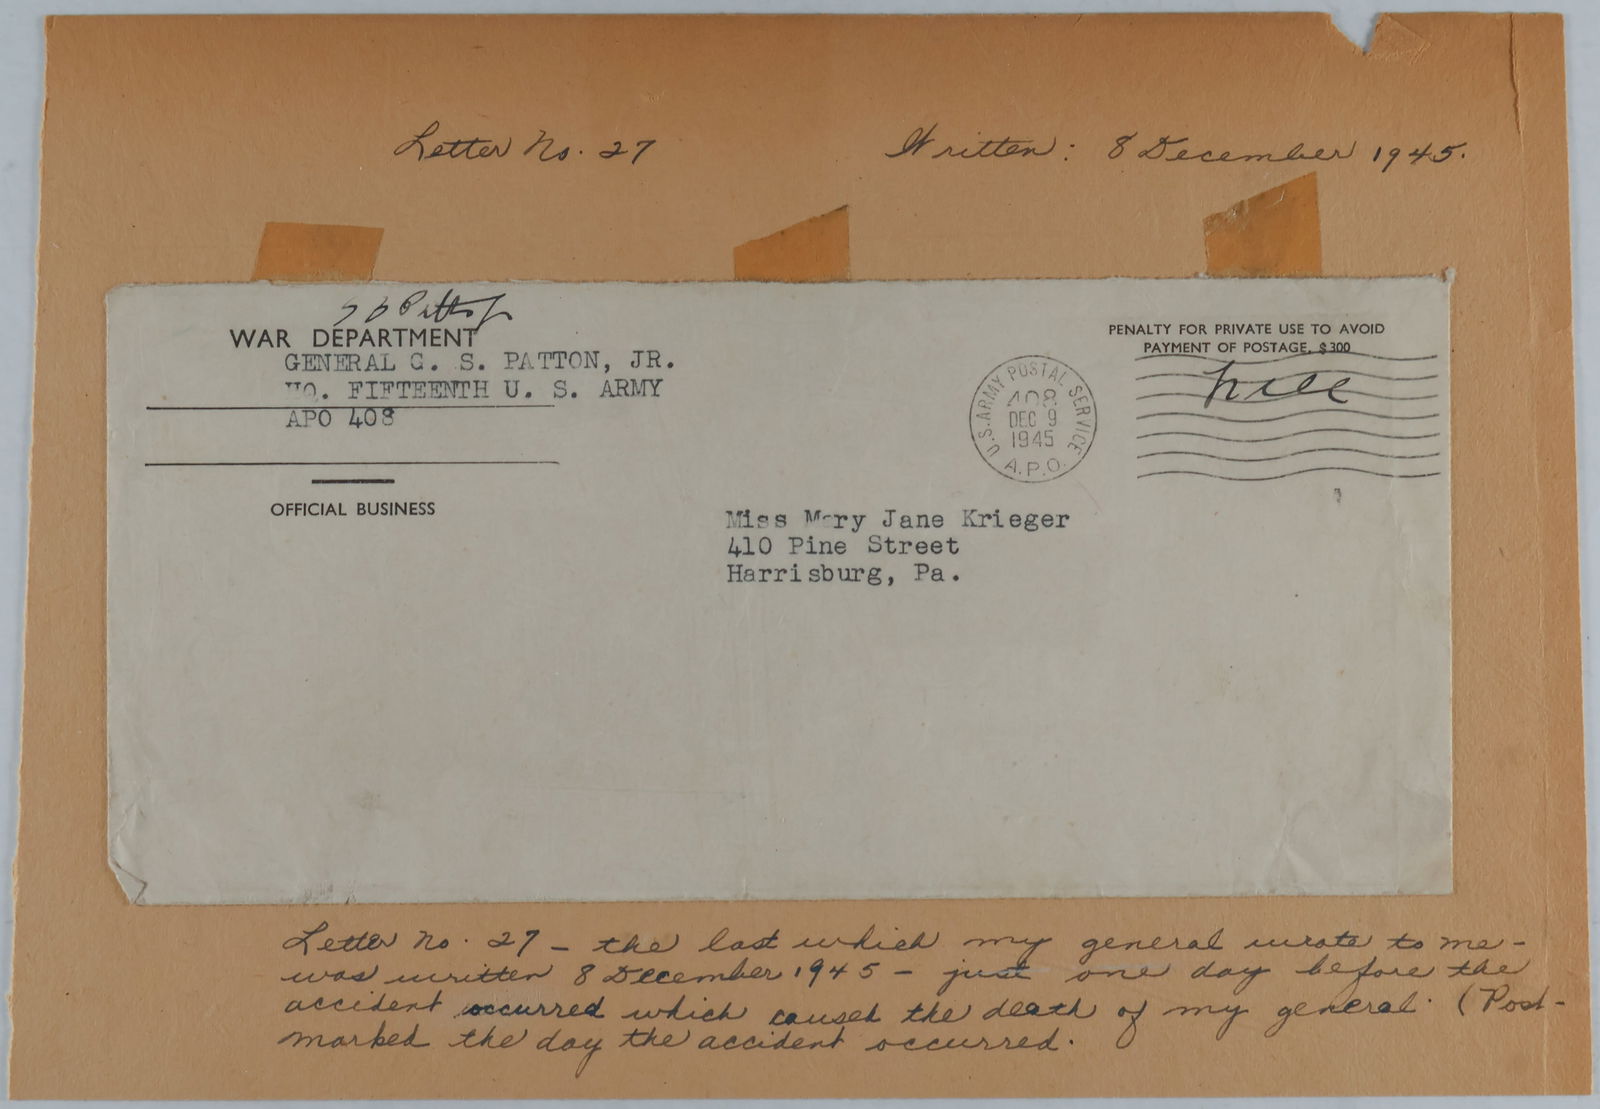 Letter No. 27 Written: 8 December 1945.
G S Patton Jr
WAR DEPARTMENT
GENERAL G. S. PATTON, JR.
HQ. FIFTEENTH U. S. ARMY
APO 408
OFFICIAL BUSINESS
U.S. ARMY POSTAL SERVICE
408
DEC 9
1945
A.P.O.
PENALTY FOR PRIVATE USE TO AVOID
PAYMENT OF POSTAGE, $300
Miss Mary Jane Krieger
410 Pine Street
Harrisburg, Pa.
Letter No. 27 – the last which my general wrote to me –
was written 8 December 1945 – just one day before the
accident occurred which caused the death of my general. (Post-
marked the day the accident occurred.